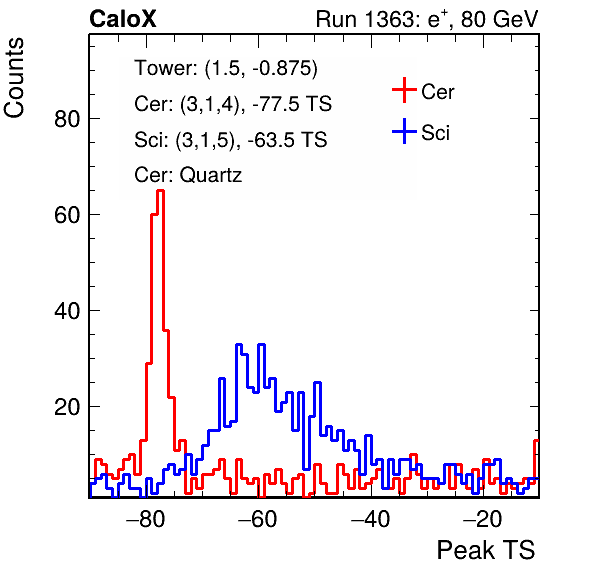 CaloX Run 1363: e⁺, 80 GeV
Counts
Tower: (1.5, -0.875)
Cer: (3,1,4), -77.5 TS
Sci: (3,1,5), -63.5 TS
Cer: Quartz
Cer
Sci
80
60
40
20
−80 −60 −40 −20
Peak TS